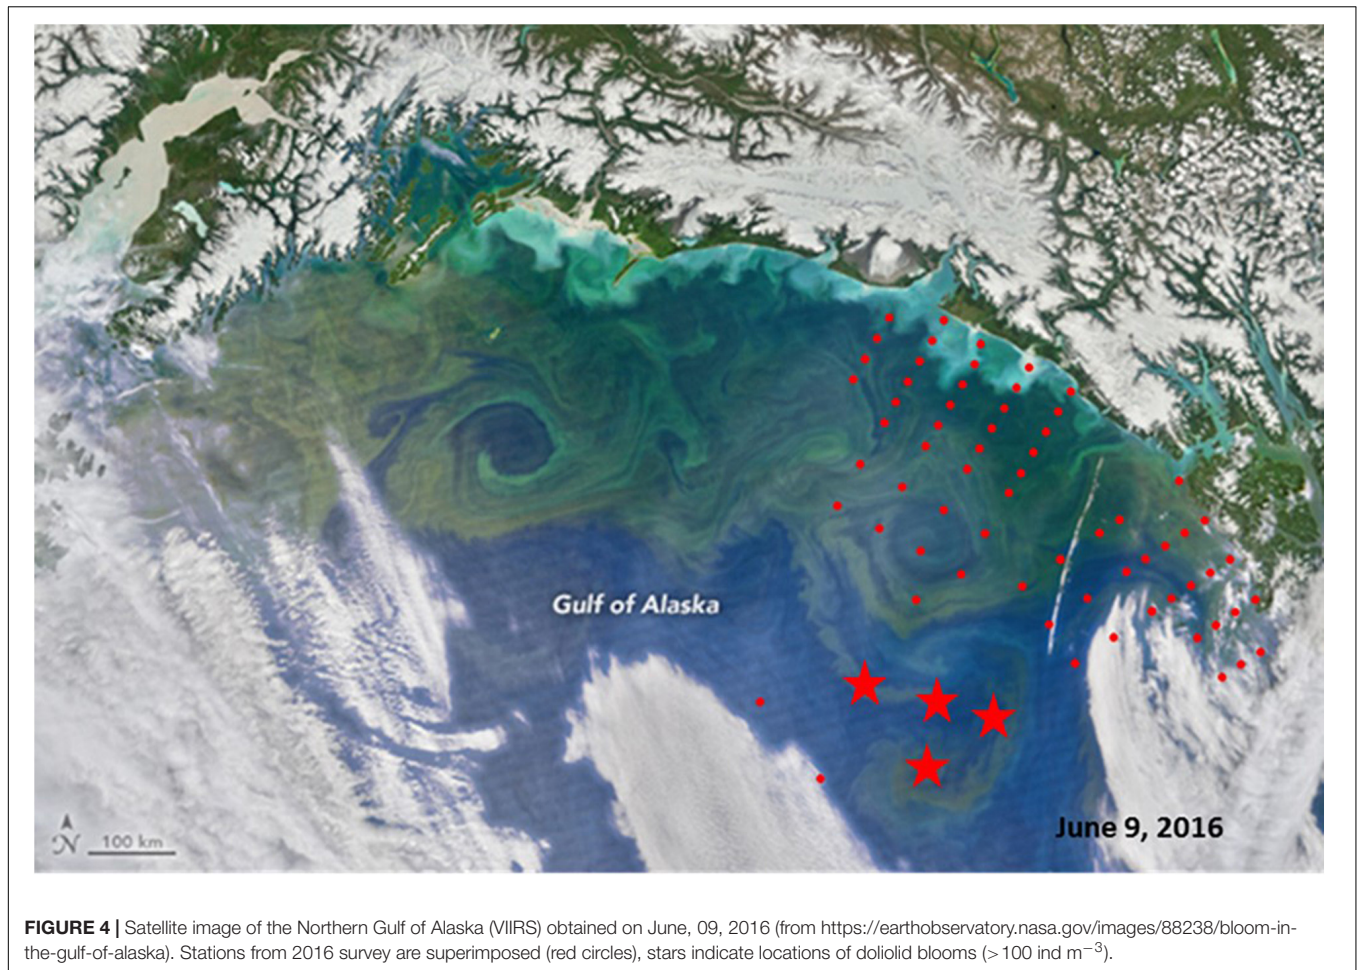 Gulf of Alaska
N
100 km
June 9, 2016
FIGURE 4 | Satellite image of the Northern Gulf of Alaska (VIIRS) obtained on June, 09, 2016 (from https://earthobservatory.nasa.gov/images/88238/bloom-in-
the-gulf-of-alaska). Stations from 2016 survey are superimposed (red circles), stars indicate locations of doliolid blooms (>100 ind m−3).